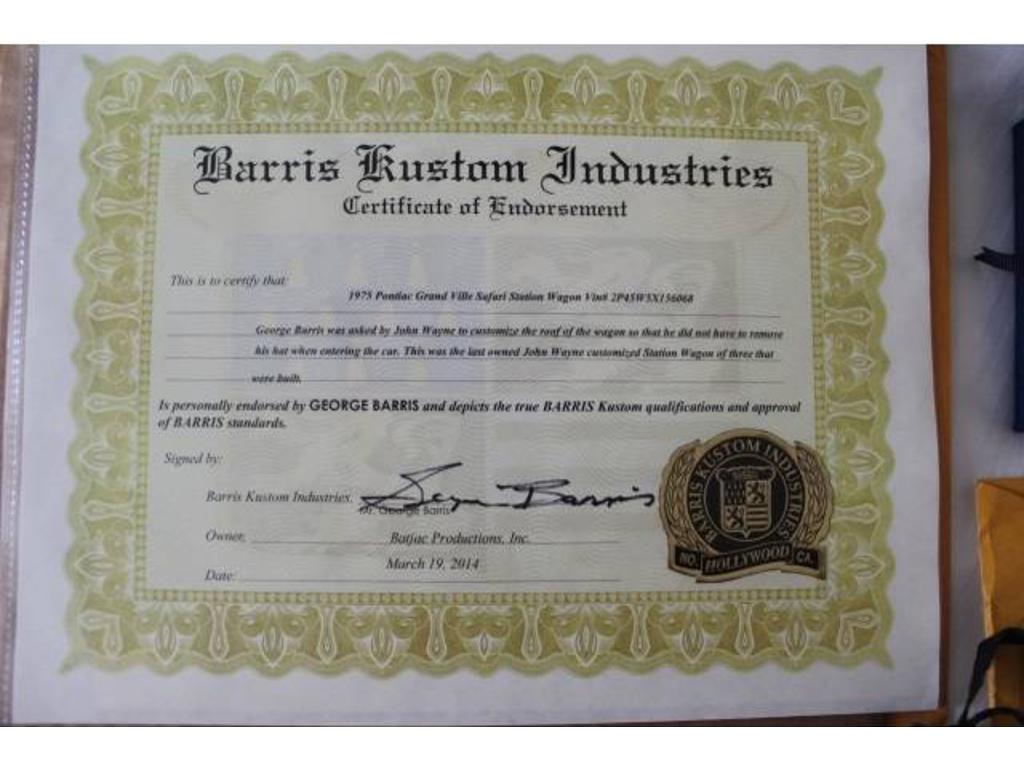 Barris Kustom Industries
Certificate of Endorsement
This is to certify that:
1975 Pontiac Grand Ville Safari Station Wagon Vin# 2P45W5X156068
George Barris was asked by John Wayne to customize the roof of the wagon so that he did not have to remove
his hat when entering the car. This was the last owned John Wayne customized Station Wagon of three that
were built.
Is personally endorsed by GEORGE BARRIS and depicts the true BARRIS Kustom qualifications and approval
of BARRIS standards.
Signed by:
Barris Kustom Industries, George Barris
Mr. George Barris
Owner, Batjac Productions, Inc.
Date: March 19, 2014
BARRIS KUSTOM INDUSTRIES
NO. HOLLYWOOD CA.